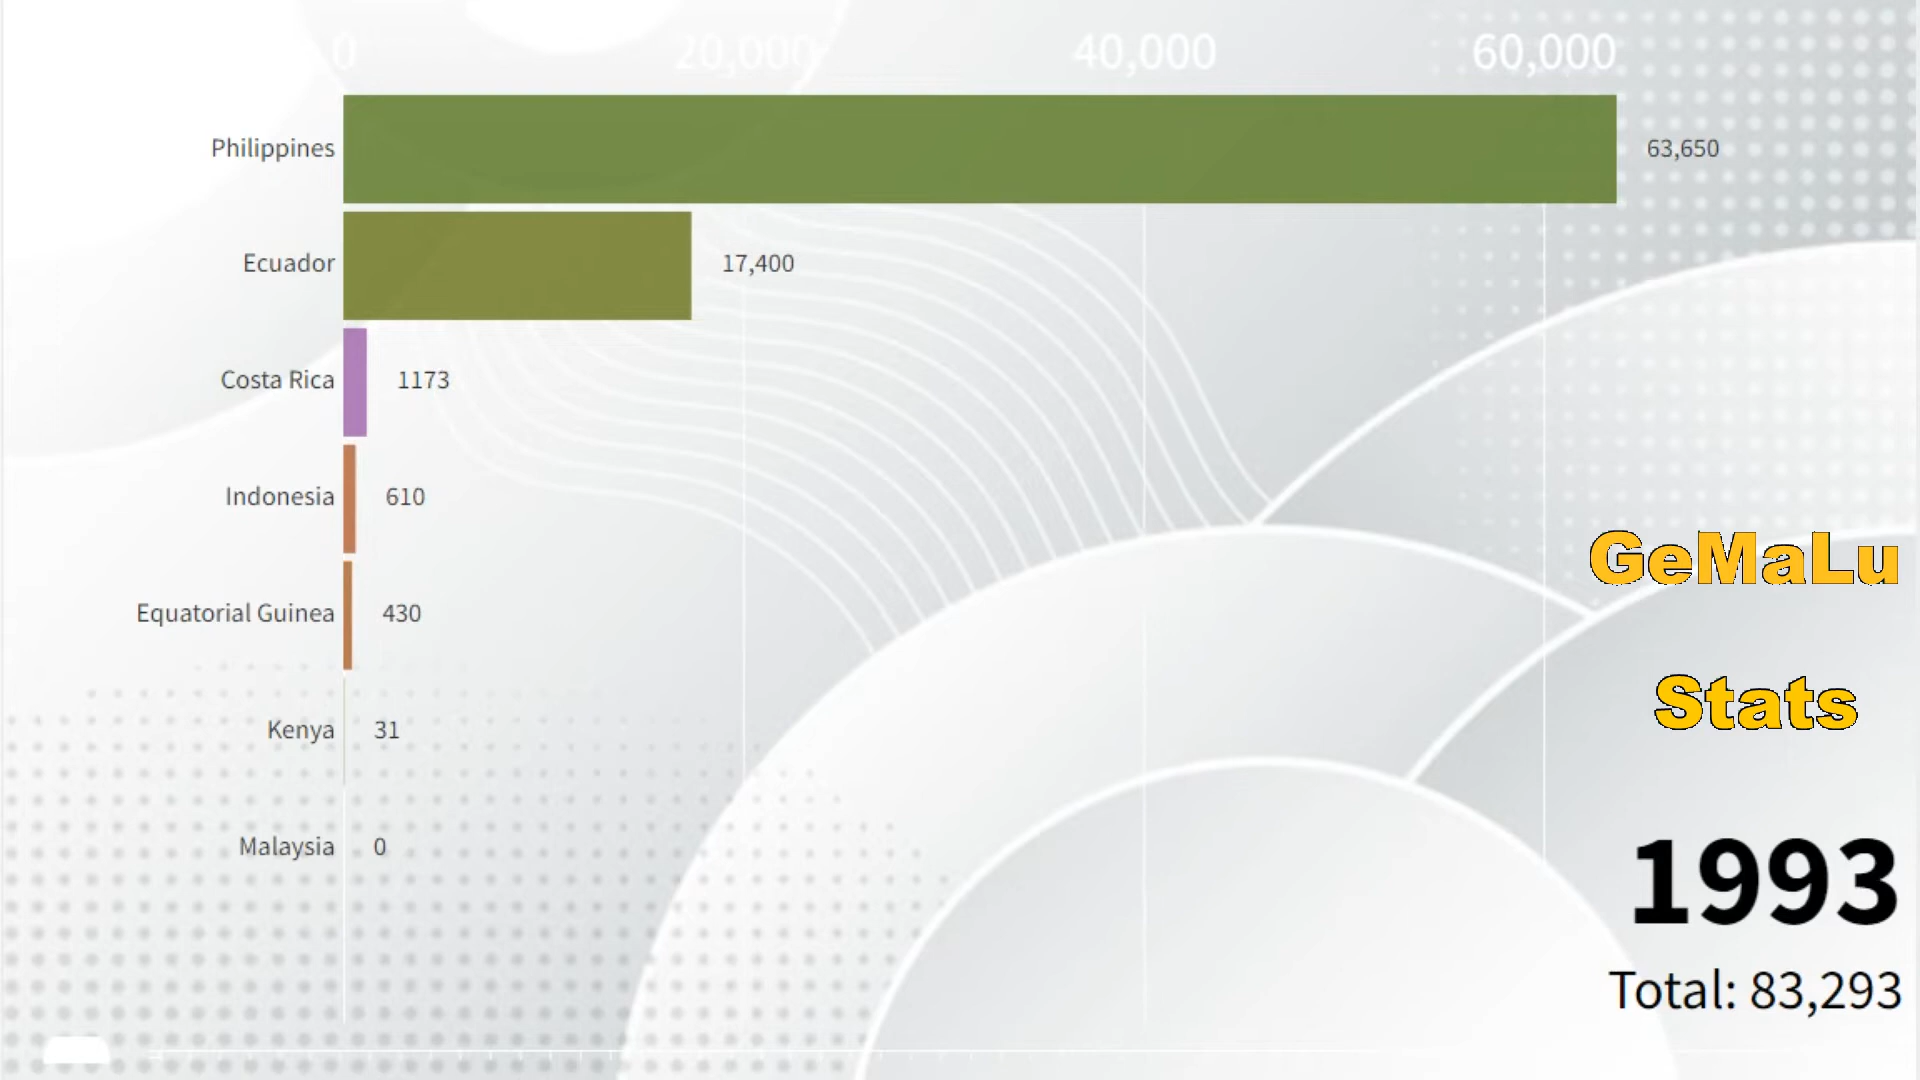 0 20,000 40,000 60,000
Philippines 63,650
Ecuador 17,400
Costa Rica 1173
Indonesia 610
Equatorial Guinea 430
Kenya 31
Malaysia 0
GeMaLu
Stats
1993
Total: 83,293